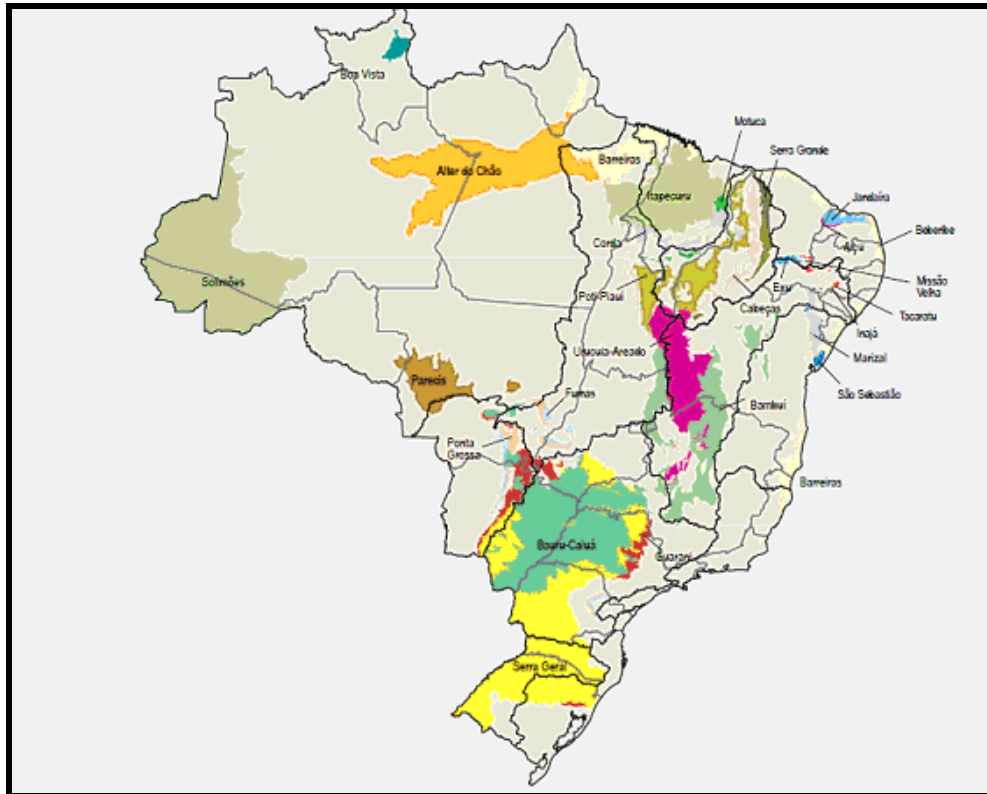 Boa Vista
Motuca
Serra Grande
Barreiras
Alter do Chão
Itapecuru
Jandaíra
Corda
Beberibe
Açu
Solimões
Poti-Piauí
Exu
Missão
Velha
Cabeças
Tacaratu
Inajá
Urucuia-Areado
Marizal
Parecis
Furnas
São Sebastião
Bambuí
Ponta
Grossa
Barreiras
Bauru-Caiuá
Guarani
Serra Geral